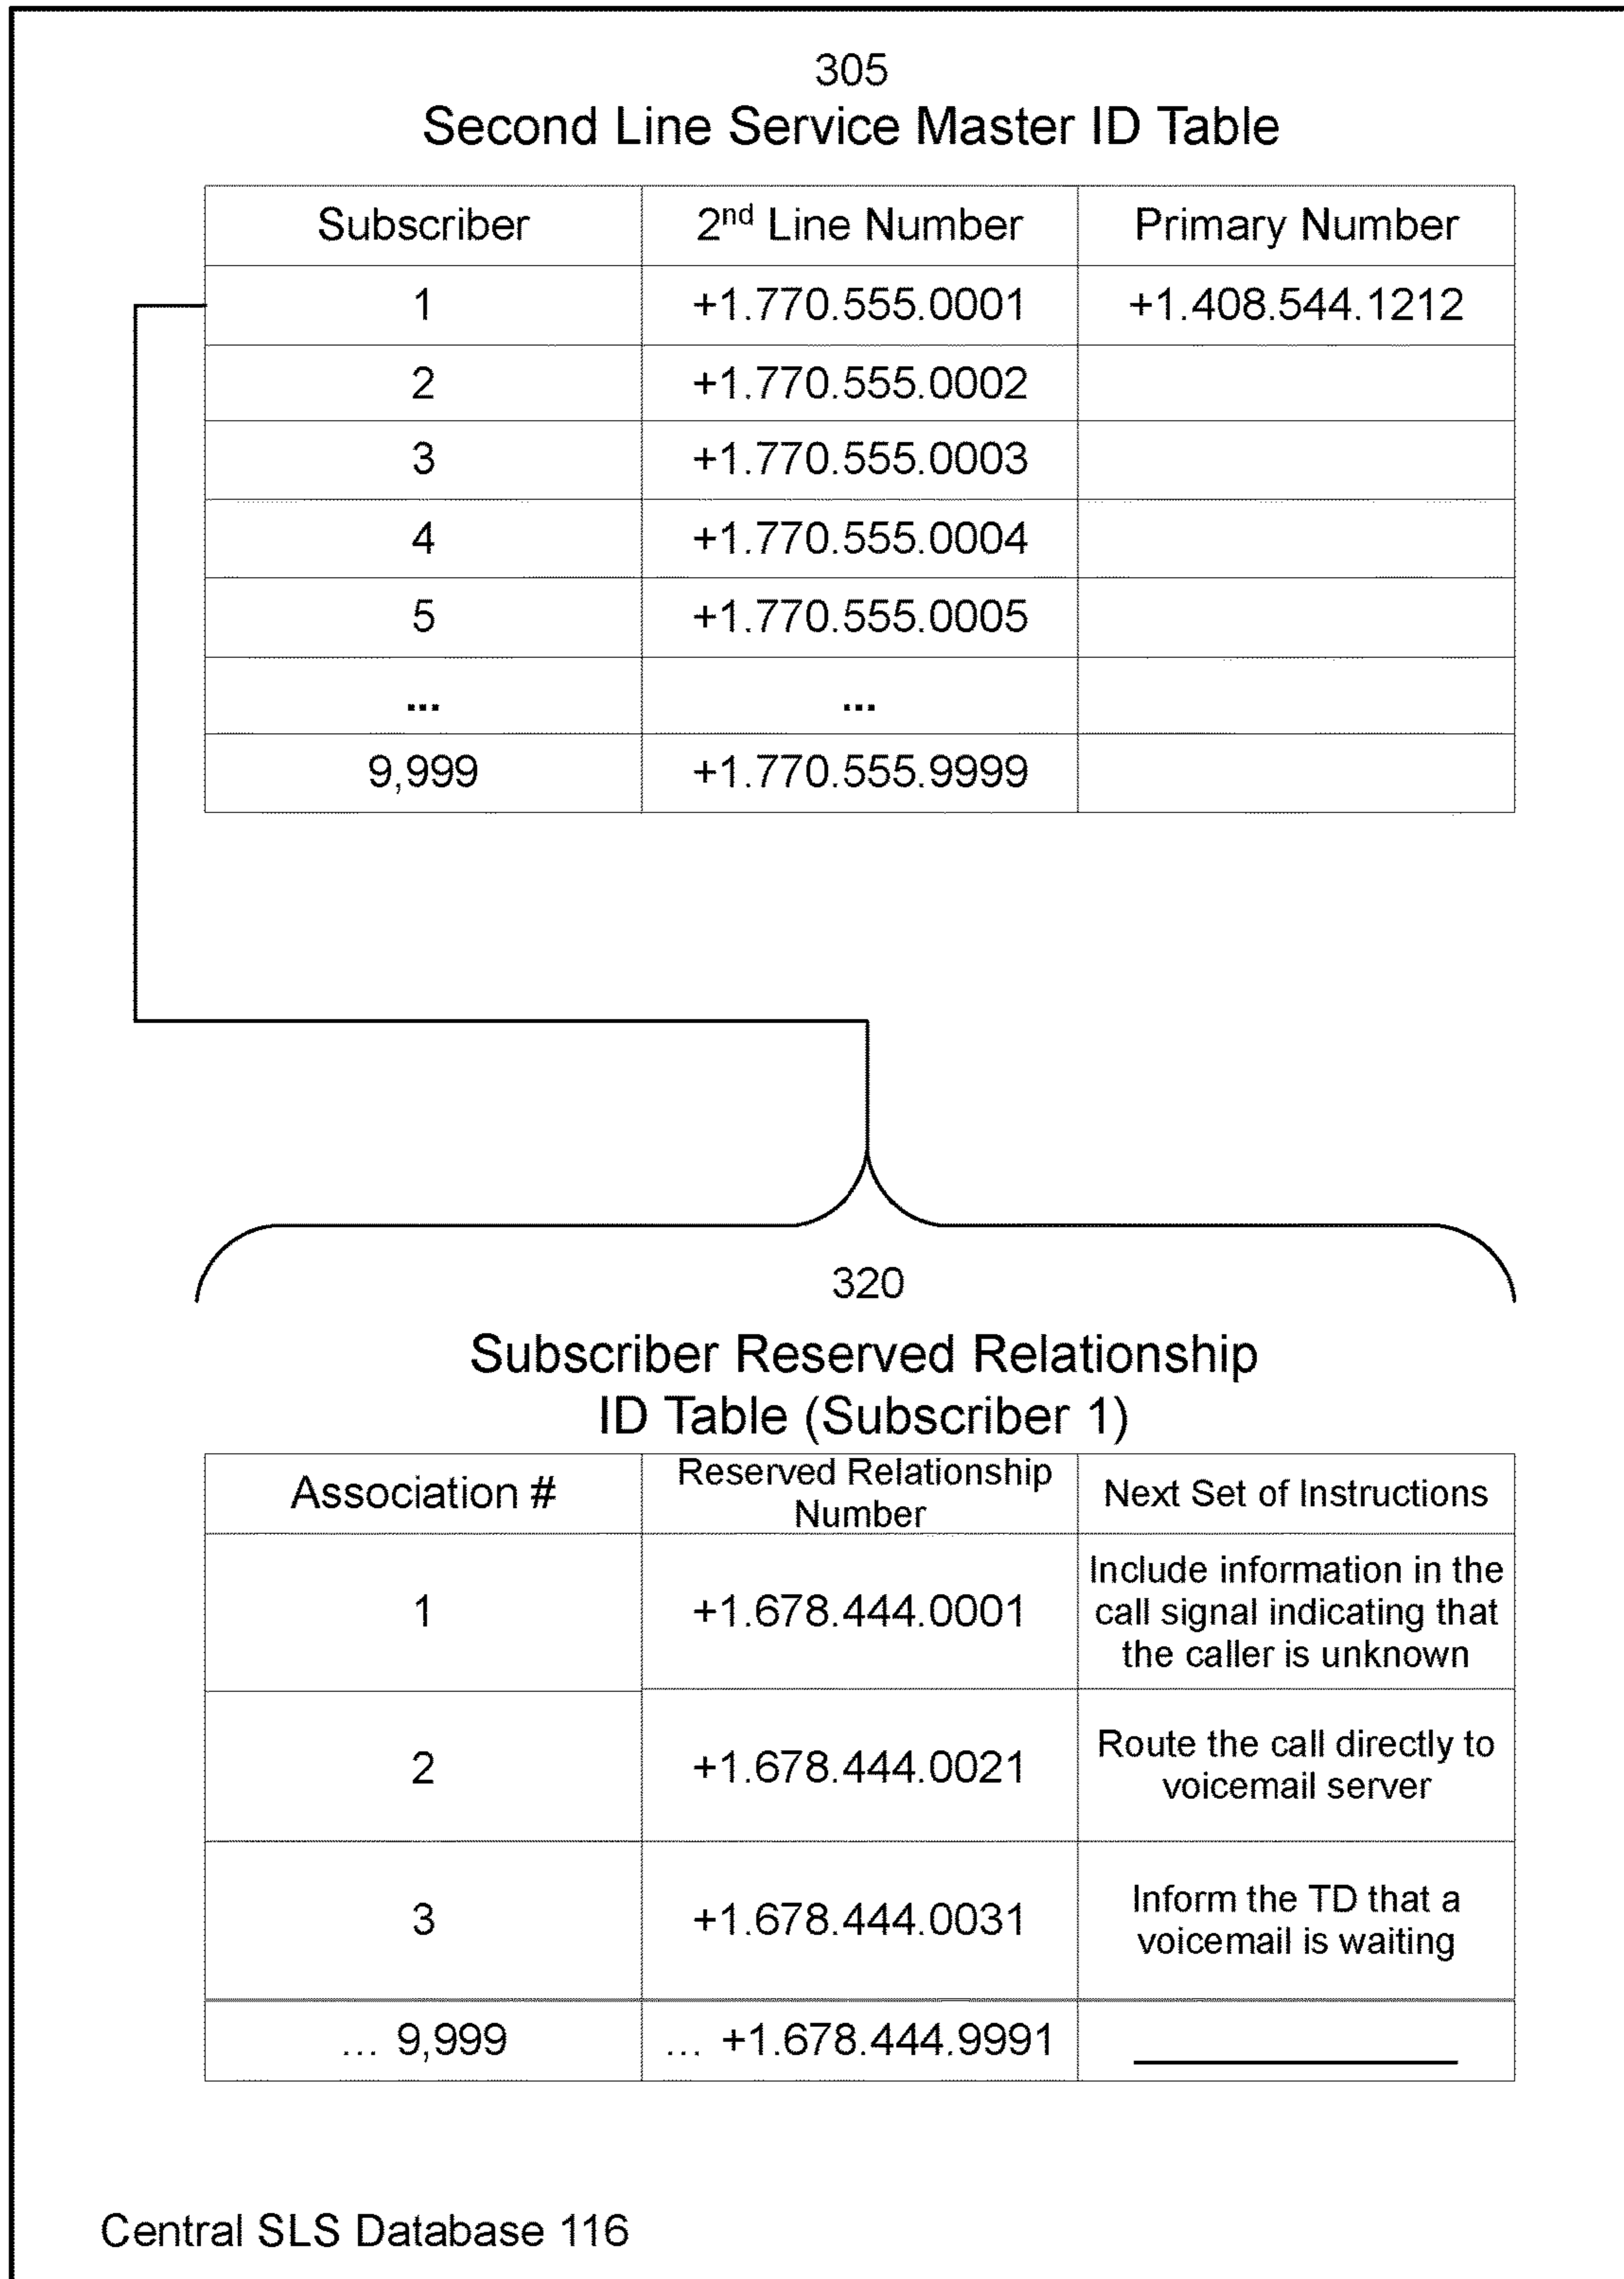 305
Second Line Service Master ID Table
Subscriber 2nd Line Number Primary Number
1 +1.770.555.0001 +1.408.544.1212
2 +1.770.555.0002
3 +1.770.555.0003
4 +1.770.555.0004
5 +1.770.555.0005
... ...
9,999 +1.770.555.9999
320
Subscriber Reserved Relationship
ID Table (Subscriber 1)
Association #
Reserved Relationship
Number
Next Set of Instructions
1
+1.678.444.0001
Include information in the
call signal indicating that
the caller is unknown
2
+1.678.444.0021
Route the call directly to
voicemail server
3
+1.678.444.0031
Inform the TD that a
voicemail is waiting
... 9,999 ... +1.678.444.9991
Central SLS Database 116